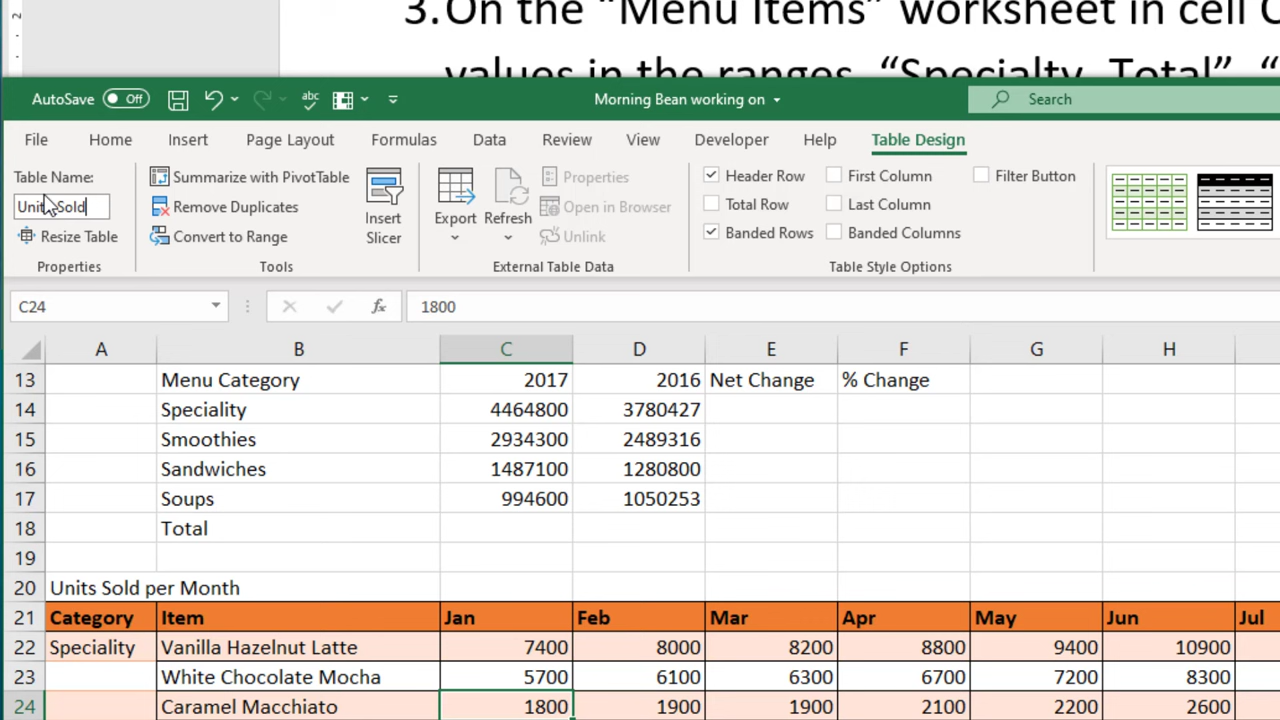 3. On the “Menu Items” worksheet in cell C
values in the ranges, “Specialty_Total”, “
AutoSave Off
Morning Bean working on
Search
File Home Insert Page Layout Formulas Data Review View Developer Help Table Design
Table Name:
Sold
Resize Table
Properties
Summarize with PivotTable
Remove Duplicates
Convert to Range
Tools
Insert
Slicer
Export
Refresh
Properties
Open in Browser
Unlink
External Table Data
Header Row First Column Filter Button
Total Row Last Column
Banded Rows Banded Columns
Table Style Options
C24 fx 1800
A B C D E F G H
13 Menu Category 2017 2016 Net Change % Change
14 Speciality 4464800 3780427
15 Smoothies 2934300 2489316
16 Sandwiches 1487100 1280800
17 Soups 994600 1050253
18 Total
19
20 Units Sold per Month
21 Category Item Jan Feb Mar Apr May Jun Jul
22 Speciality Vanilla Hazelnut Latte 7400 8000 8200 8800 9400 10900
23 White Chocolate Mocha 5700 6100 6300 6700 7200 8300
24 Caramel Macchiato 1800 1900 1900 2100 2200 2600